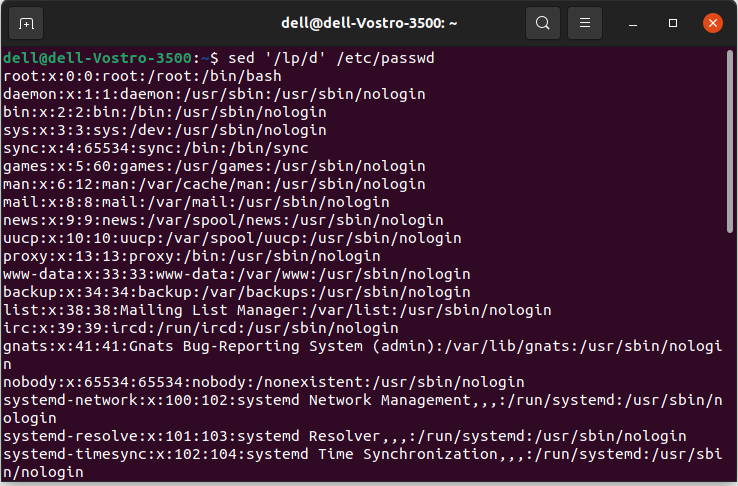 dell@dell-Vostro-3500: ~
dell@dell-Vostro-3500:~$ sed '/lp/d' /etc/passwd
root:x:0:0:root:/root:/bin/bash
daemon:x:1:1:daemon:/usr/sbin:/usr/sbin/nologin
bin:x:2:2:bin:/bin:/usr/sbin/nologin
sys:x:3:3:sys:/dev:/usr/sbin/nologin
sync:x:4:65534:sync:/bin:/bin/sync
games:x:5:60:games:/usr/games:/usr/sbin/nologin
man:x:6:12:man:/var/cache/man:/usr/sbin/nologin
mail:x:8:8:mail:/var/mail:/usr/sbin/nologin
news:x:9:9:news:/var/spool/news:/usr/sbin/nologin
uucp:x:10:10:uucp:/var/spool/uucp:/usr/sbin/nologin
proxy:x:13:13:proxy:/bin:/usr/sbin/nologin
www-data:x:33:33:www-data:/var/www:/usr/sbin/nologin
backup:x:34:34:backup:/var/backups:/usr/sbin/nologin
list:x:38:38:Mailing List Manager:/var/list:/usr/sbin/nologin
irc:x:39:39:ircd:/run/ircd:/usr/sbin/nologin
gnats:x:41:41:Gnats Bug-Reporting System (admin):/var/lib/gnats:/usr/sbin/nologi
n
nobody:x:65534:65534:nobody:/nonexistent:/usr/sbin/nologin
systemd-network:x:100:102:systemd Network Management,,,:/run/systemd:/usr/sbin/n
ologin
systemd-resolve:x:101:103:systemd Resolver,,,:/run/systemd:/usr/sbin/nologin
systemd-timesync:x:102:104:systemd Time Synchronization,,,:/run/systemd:/usr/sbi
n/nologin